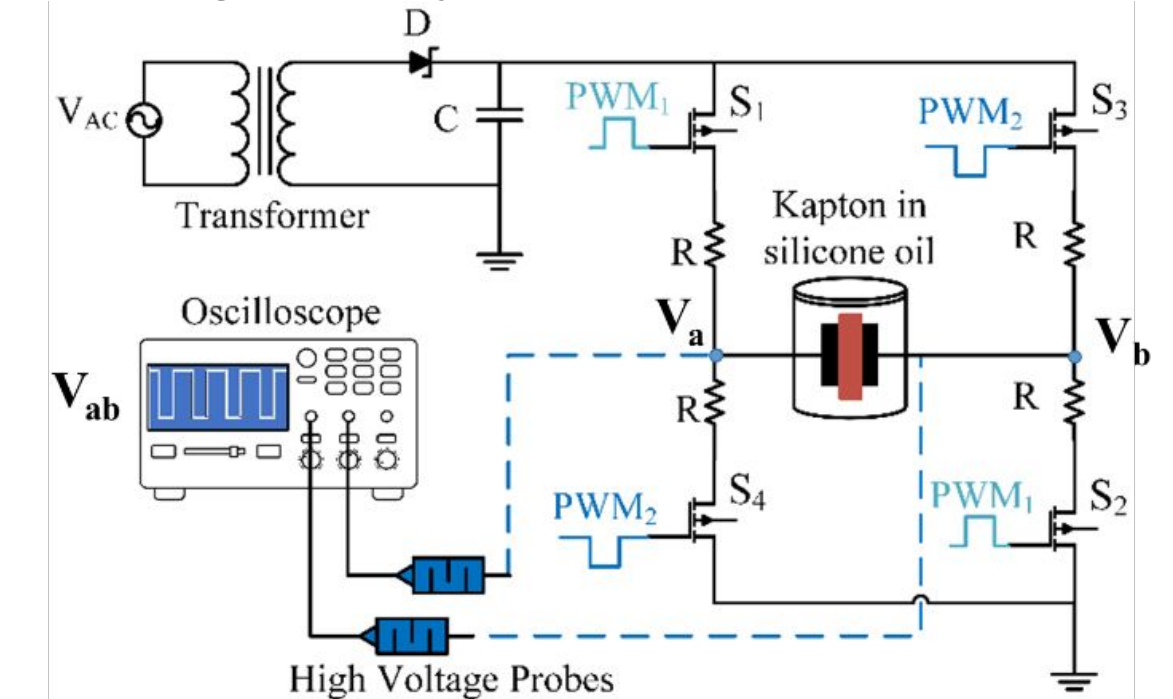 D
V_AC
C
Transformer
PWM₁
S₁
PWM₂
S₃
R
R
Kapton in
silicone oil
Oscilloscope
V_ab
V_a
V_b
R
R
PWM₂
S₄
PWM₁
S₂
High Voltage Probes